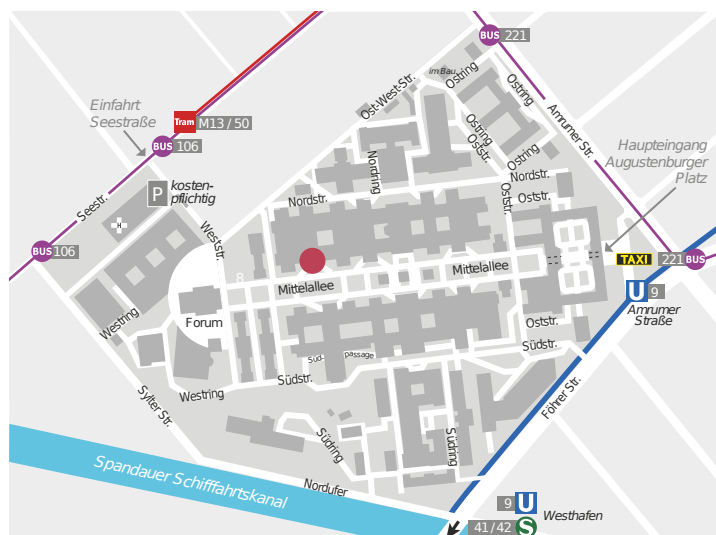 BUS 221
im Bau
Ostring
Ostring
Ost-West-Str.
Einfahrt
Seestraße
Tram M13/50
Amrumer Str.
BUS 106
Ostring
Oststr.
Haupteingang
Augustenburger
Platz
Ostring
Nordring
P kosten-
pflichtig
Nordstr.
Oststr.
Oststr.
Nordstr.
Seestr.
H
Weststr.
BUS 106
TAXI 221 BUS
Mittelallee
8
Mittelallee
U 9
Amrumer
Straße
Westring
Forum
Oststr.
Südstr.
Süd- passage
Südstr.
Westring
Föhrer Str.
Sylter Str.
Südring
Südring
Spandauer Schifffahrtskanal
Nordufer
9 U
Westhafen
41/42 S